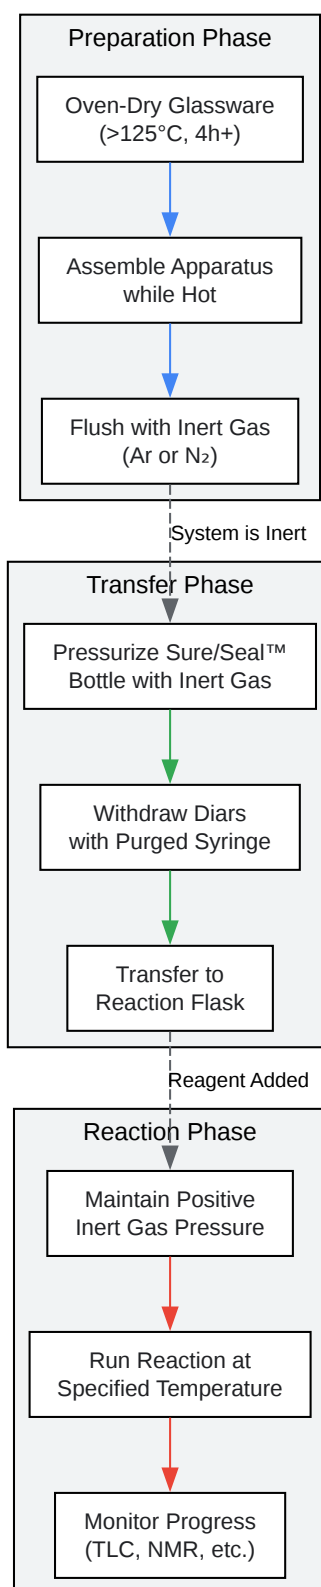 Preparation Phase
Oven-Dry Glassware
(>125°C, 4h+)
Assemble Apparatus
while Hot
Flush with Inert Gas
(Ar or N₂)
System is Inert
Transfer Phase
Pressurize Sure/Seal™
Bottle with Inert Gas
Withdraw Diars
with Purged Syringe
Transfer to
Reaction Flask
Reagent Added
Reaction Phase
Maintain Positive
Inert Gas Pressure
Run Reaction at
Specified Temperature
Monitor Progress
(TLC, NMR, etc.)